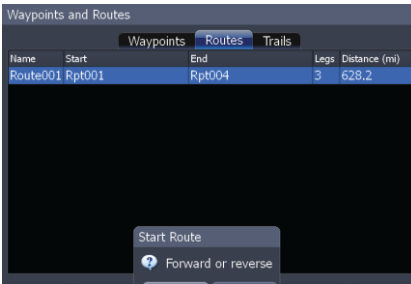 Waypoints and Routes
Waypoints Routes Trails
Name Start End Legs Distance (mi)
Route001 Rpt001 Rpt004 3 628.2
Start Route
Forward or reverse